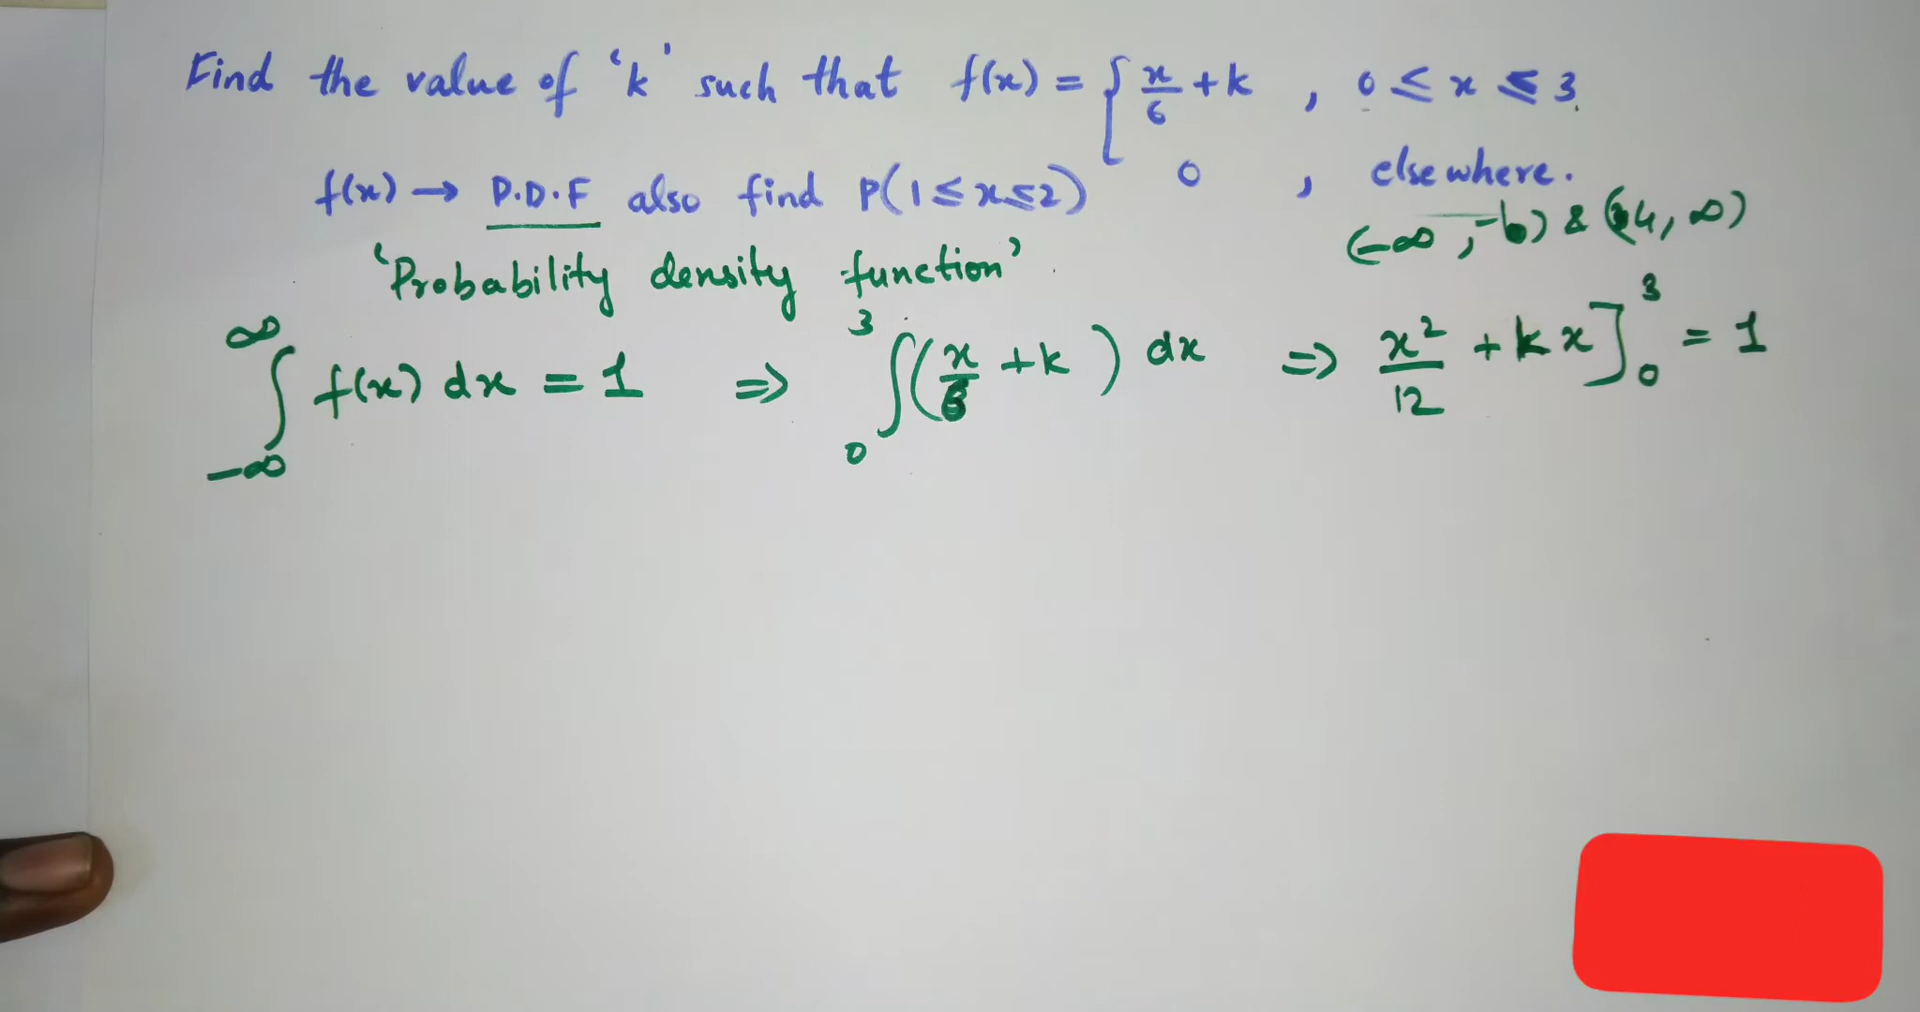 Find the value of 'k' such that f(x) = { x/6 + k , 0 ≤ x ≤ 3
0 , elsewhere.
f(x) → P.D.F also find P(1≤x≤2)
(-∞, ) & ( , ∞)
'Probability density function'
∫_{-∞}^{∞} f(x) dx = 1 ⇒ ∫_0^3 (x/6 + k) dx ⇒ x²/12 + kx]_0^3 = 1